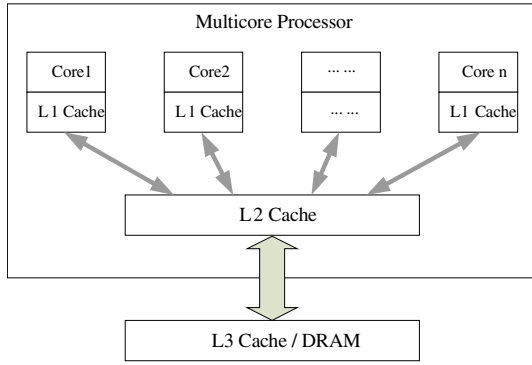 Multicore Processor
Core1
Core2
... ...
Core n
L1 Cache
L1 Cache
... ...
L1 Cache
L2 Cache
L3 Cache / DRAM